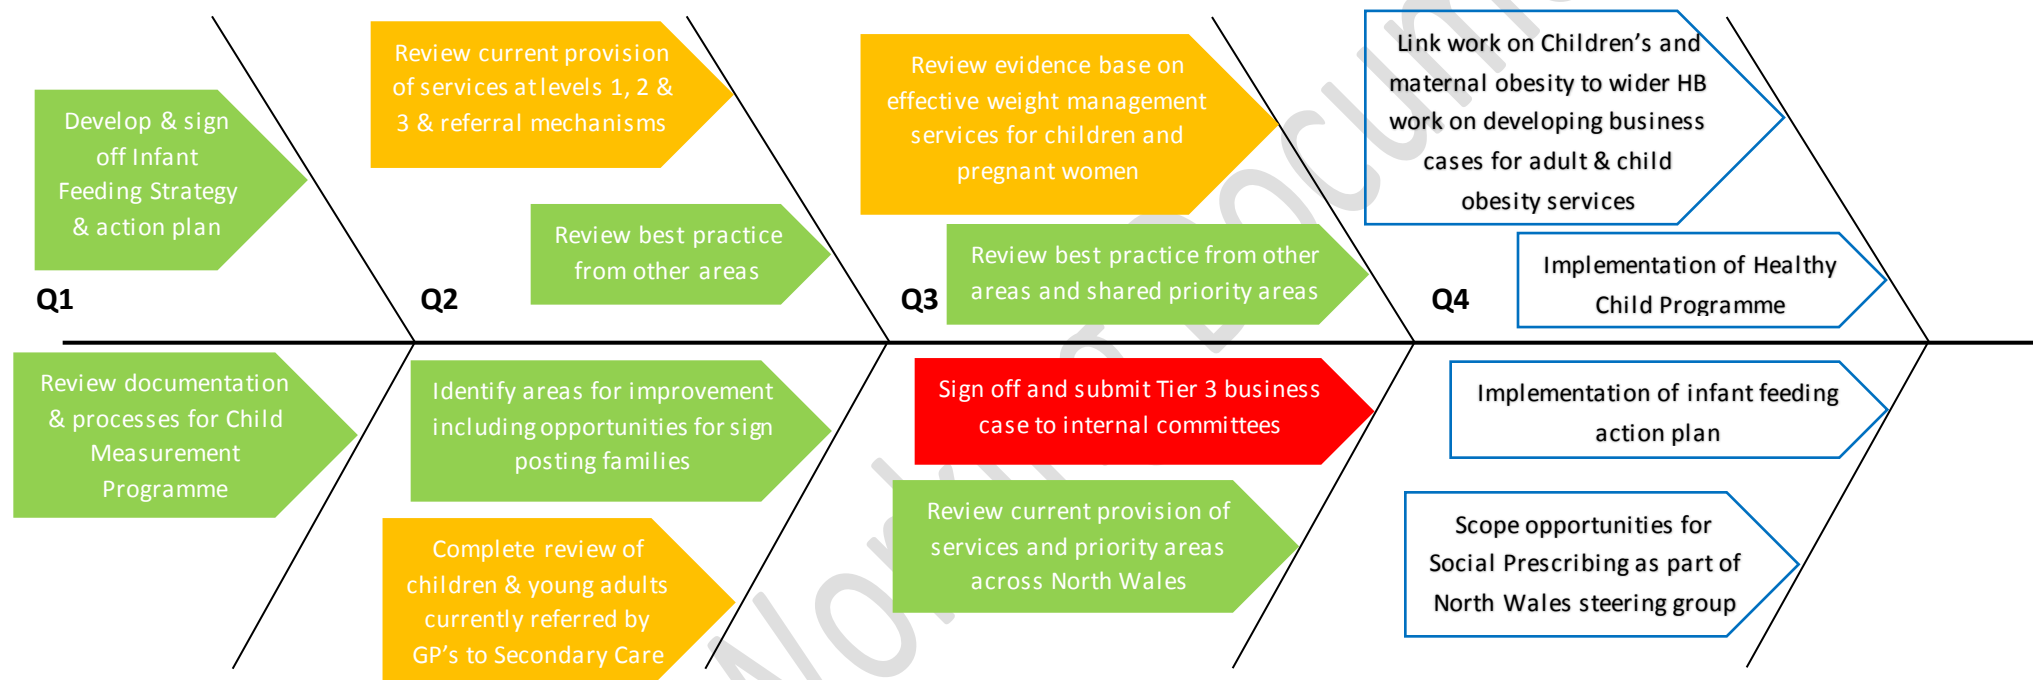 Develop & sign
off Infant
Feeding Strategy
& action plan
Q1
Review documentation
& processes for Child
Measurement
Programme
Review current provision
of services at levels 1, 2 &
3 & referral mechanisms
Review best practice
from other areas
Q2
Identify areas for improvement
including opportunities for sign
posting families
Complete review of
children & young adults
currently referred by
GP's to Secondary Care
Review evidence base on
effective weight management
services for children and
pregnant women
Review best practice from other
areas and shared priority areas
Q3
Sign off and submit Tier 3 business
case to internal committees
Review current provision of
services and priority areas
across North Wales
Link work on Children's and
maternal obesity to wider HB
work on developing business
cases for adult & child
obesity services
Implementation of Healthy
Child Programme
Q4
Implementation of infant feeding
action plan
Scope opportunities for
Social Prescribing as part of
North Wales steering group